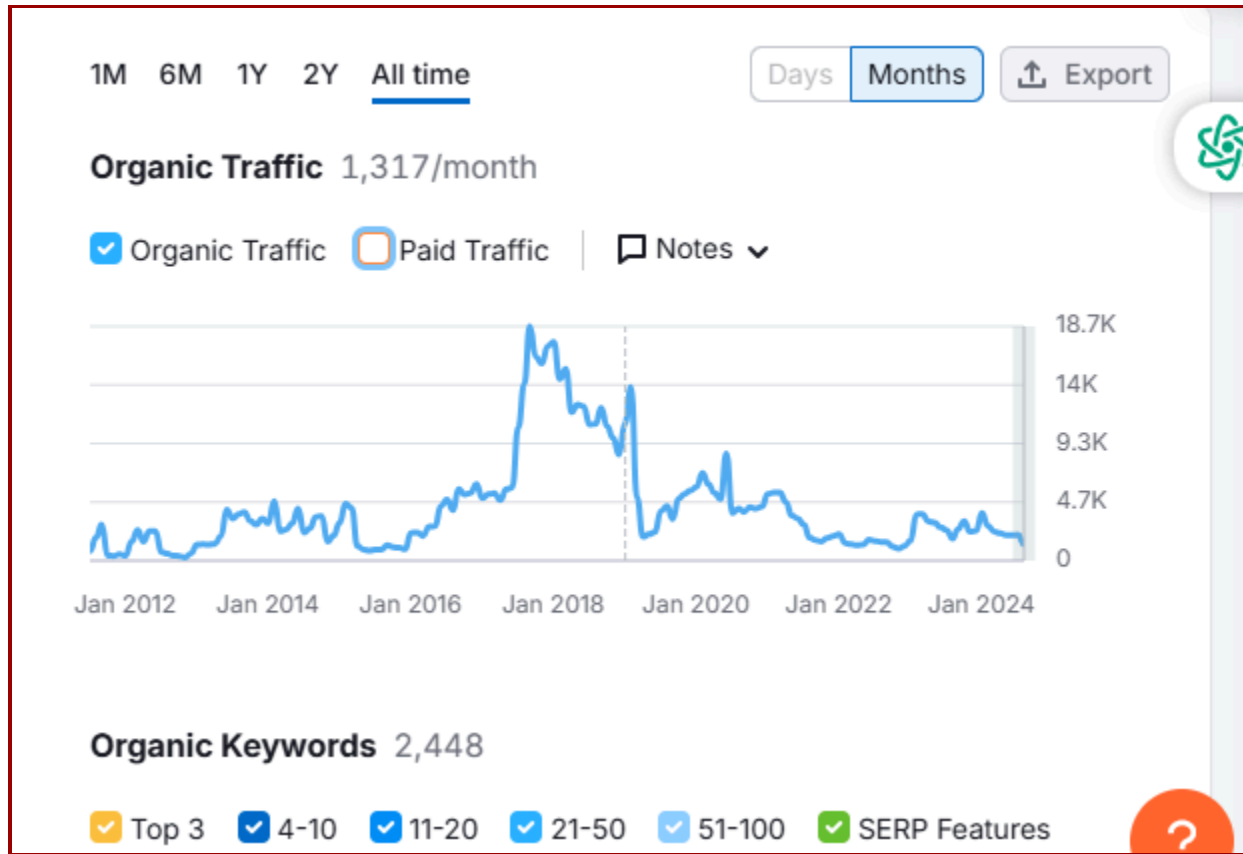 1M 6M 1Y 2Y All time Days Months Export
Organic Traffic 1,317/month
Organic Traffic Paid Traffic Notes
18.7K
14K
9.3K
4.7K
0
Jan 2012 Jan 2014 Jan 2016 Jan 2018 Jan 2020 Jan 2022 Jan 2024
Organic Keywords 2,448
Top 3 4-10 11-20 21-50 51-100 SERP Features
?